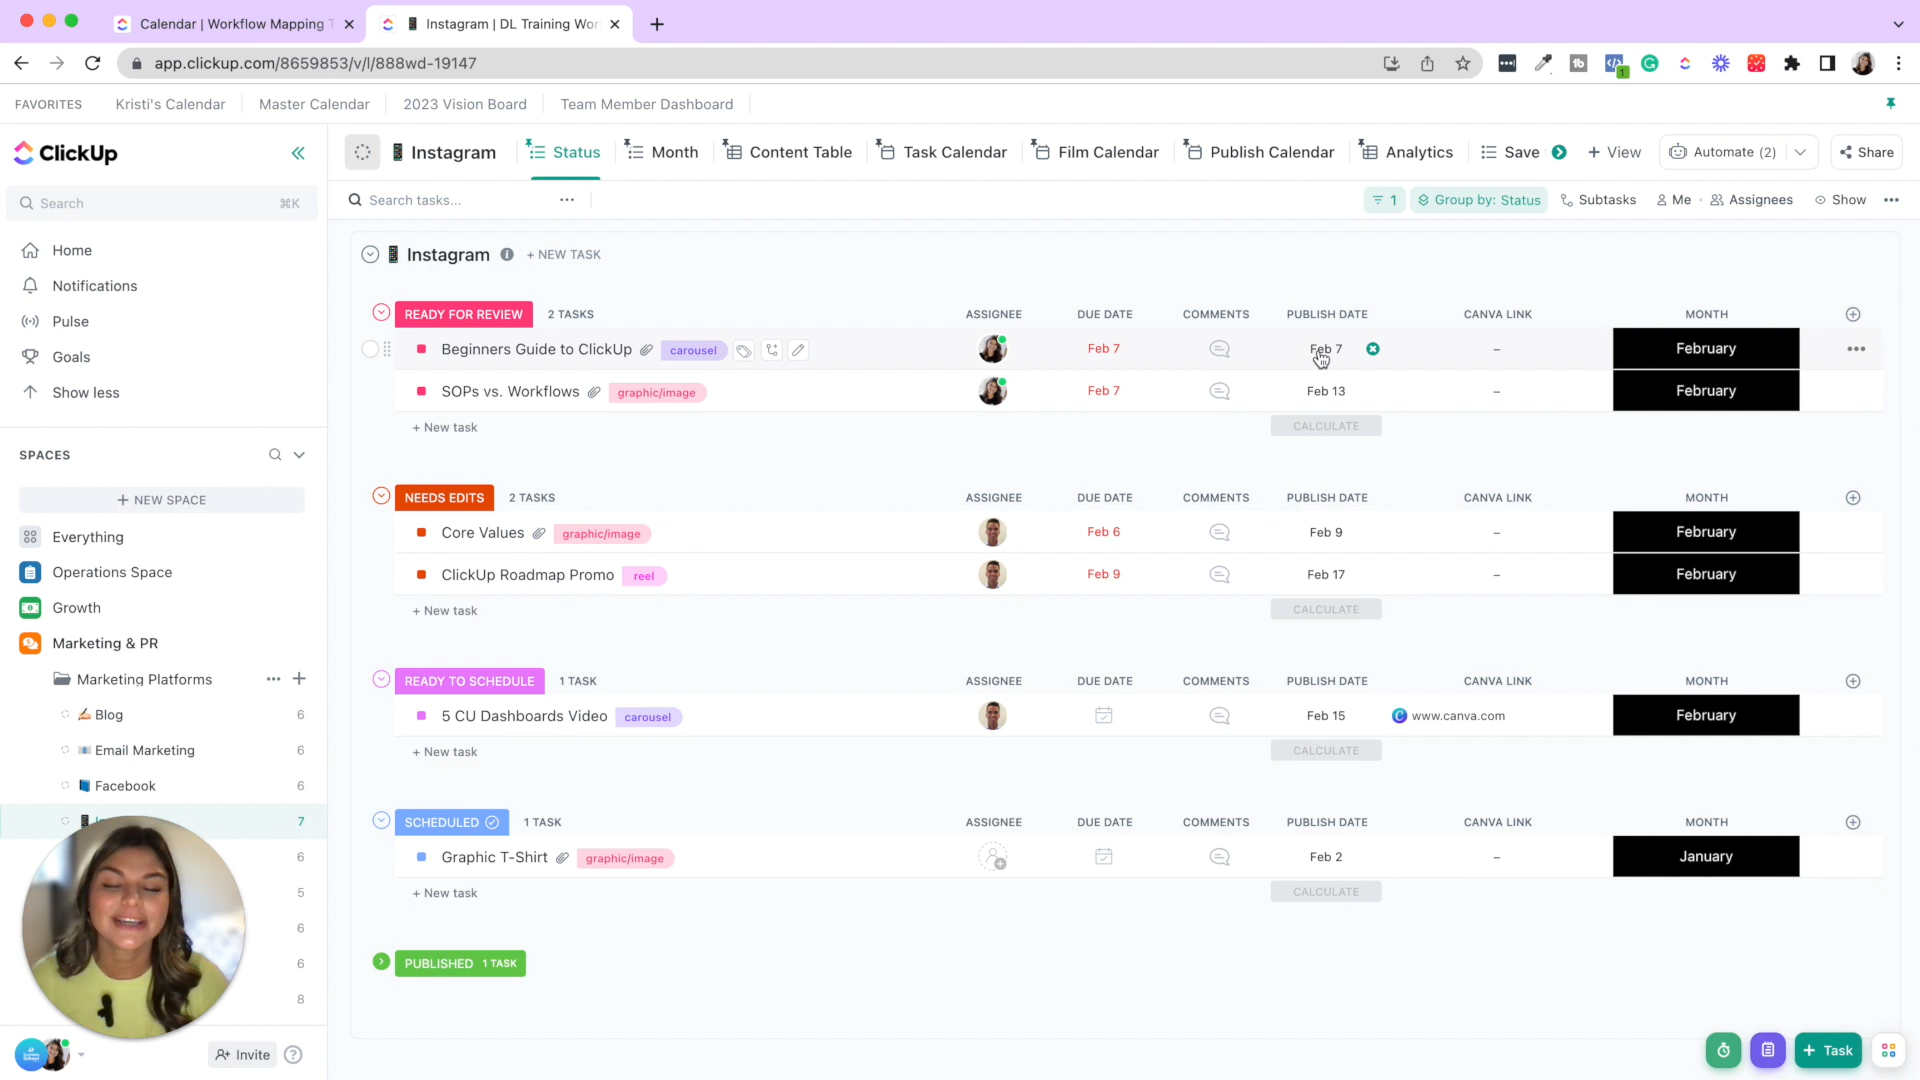 Calendar | Workflow Mapping T
Instagram | DL Training Wor
app.clickup.com/8659853/v/l/888wd-19147
FAVORITES Kristi's Calendar Master Calendar 2023 Vision Board Team Member Dashboard
ClickUp
Search ⌘K
Home
Notifications
Pulse
Goals
Show less
SPACES
+ NEW SPACE
Everything
Operations Space
Growth
Marketing & PR
Marketing Platforms
Blog 6
Email Marketing 6
Facebook 6
7
6
5
6
6
8
Invite ?
Instagram Status Month Content Table Task Calendar Film Calendar Publish Calendar Analytics Save + View Automate (2) Share
Search tasks... 1 Group by: Status Subtasks Me Assignees Show
Instagram + NEW TASK
READY FOR REVIEW 2 TASKS ASSIGNEE DUE DATE COMMENTS PUBLISH DATE CANVA LINK MONTH
Beginners Guide to ClickUp carousel Feb 7 Feb 7 – February
SOPs vs. Workflows graphic/image Feb 7 Feb 13 – February
+ New task CALCULATE
NEEDS EDITS 2 TASKS ASSIGNEE DUE DATE COMMENTS PUBLISH DATE CANVA LINK MONTH
Core Values graphic/image Feb 6 Feb 9 – February
ClickUp Roadmap Promo reel Feb 9 Feb 17 – February
+ New task CALCULATE
READY TO SCHEDULE 1 TASK ASSIGNEE DUE DATE COMMENTS PUBLISH DATE CANVA LINK MONTH
5 CU Dashboards Video carousel Feb 15 www.canva.com February
+ New task CALCULATE
SCHEDULED 1 TASK ASSIGNEE DUE DATE COMMENTS PUBLISH DATE CANVA LINK MONTH
Graphic T-Shirt graphic/image Feb 2 – January
+ New task CALCULATE
PUBLISHED 1 TASK
+ Task